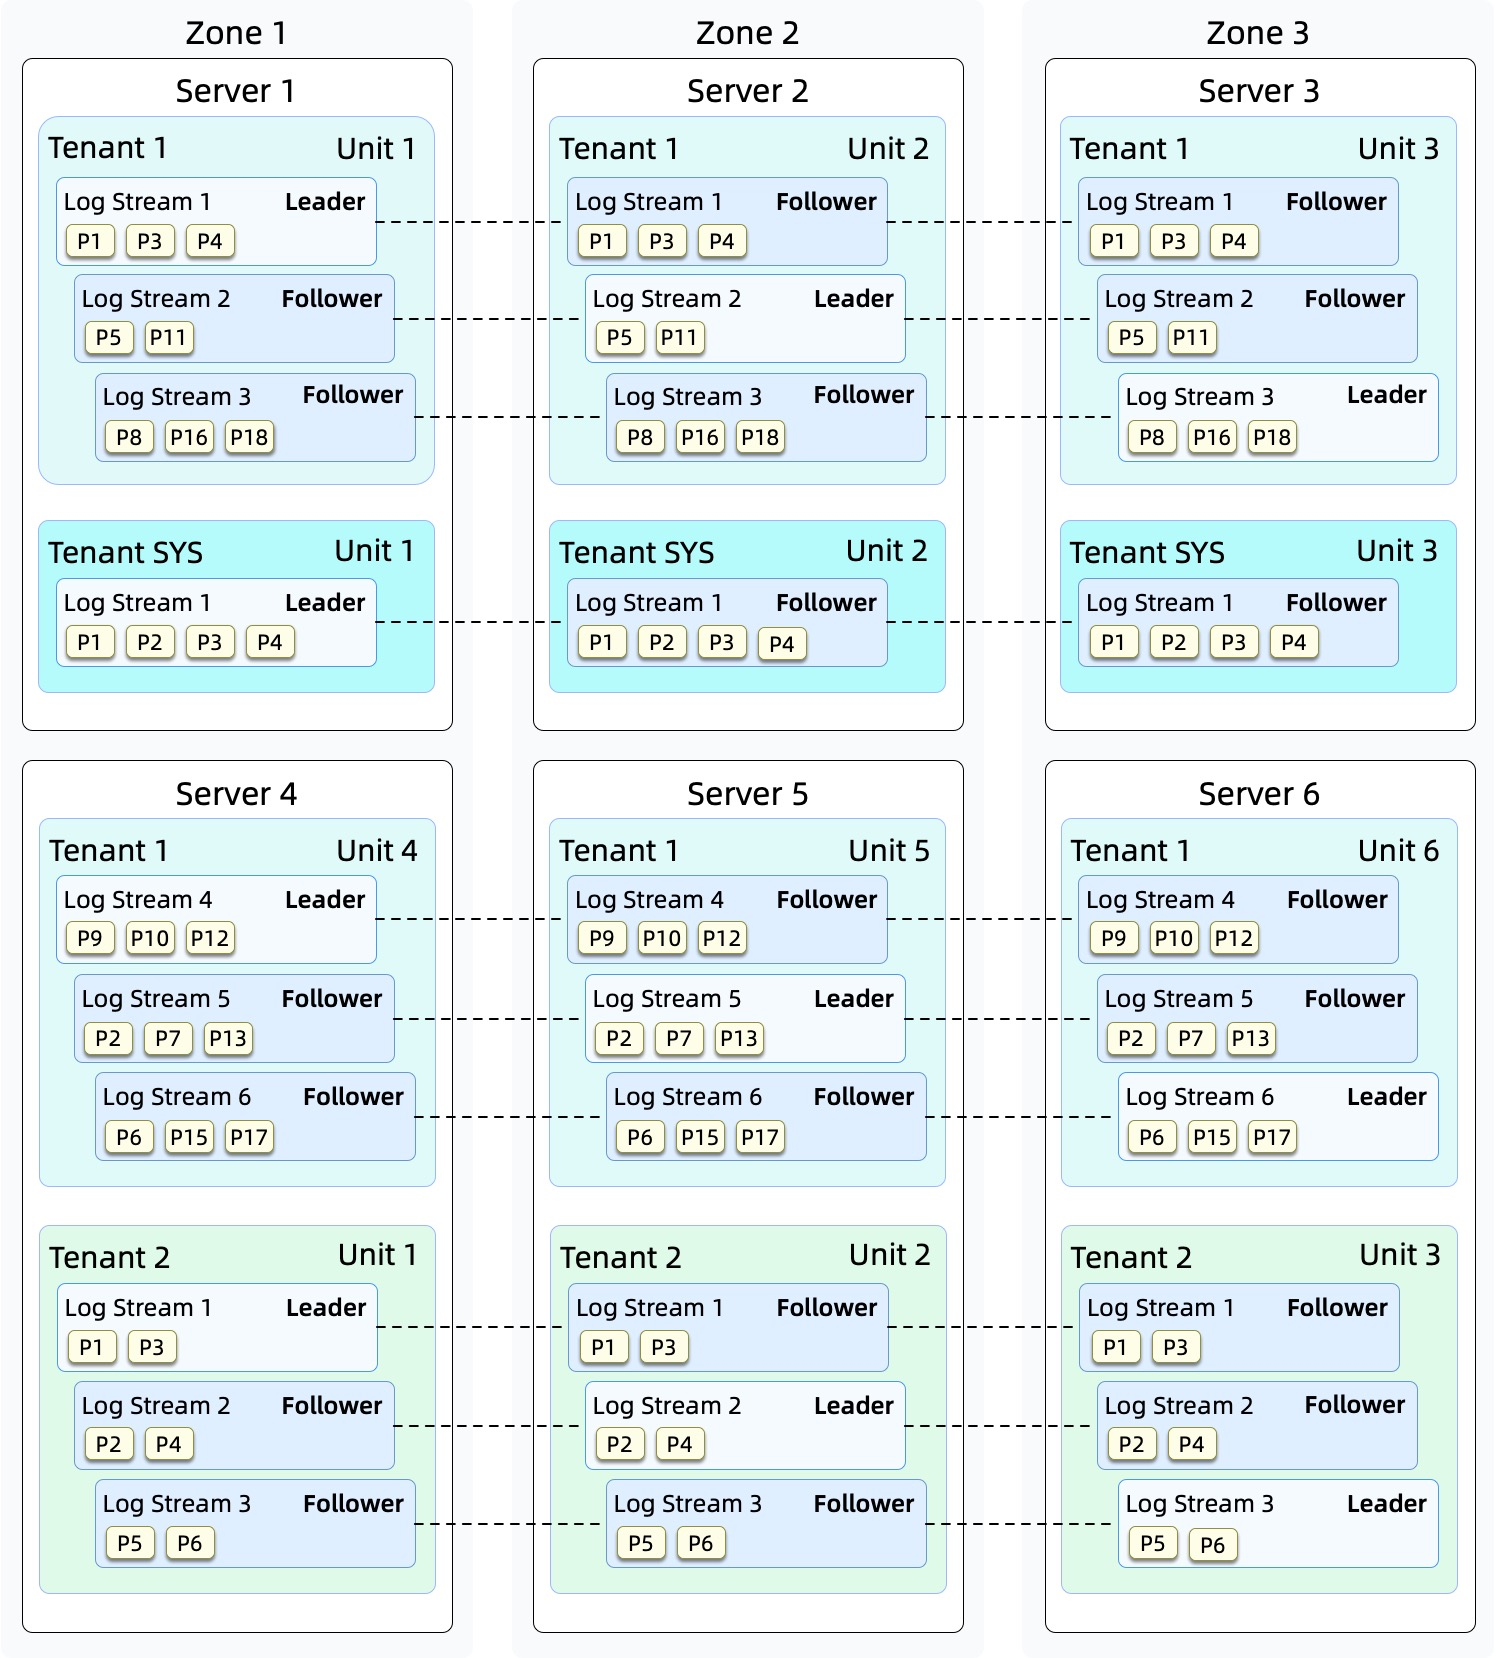 Zone 1
Server 1
Tenant 1 Unit 1
Log Stream 1 Leader
P1 P3 P4
Log Stream 2 Follower
P5 P11
Log Stream 3 Follower
P8 P16 P18
Tenant SYS Unit 1
Log Stream 1 Leader
P1 P2 P3 P4
Server 4
Tenant 1 Unit 4
Log Stream 4 Leader
P9 P10 P12
Log Stream 5 Follower
P2 P7 P13
Log Stream 6 Follower
P6 P15 P17
Tenant 2 Unit 1
Log Stream 1 Leader
P1 P3
Log Stream 2 Follower
P2 P4
Log Stream 3 Follower
P5 P6
Zone 2
Server 2
Tenant 1 Unit 2
Log Stream 1 Follower
P1 P3 P4
Log Stream 2 Leader
P5 P11
Log Stream 3 Follower
P8 P16 P18
Tenant SYS Unit 2
Log Stream 1 Follower
P1 P2 P3 P4
Server 5
Tenant 1 Unit 5
Log Stream 4 Follower
P9 P10 P12
Log Stream 5 Leader
P2 P7 P13
Log Stream 6 Follower
P6 P15 P17
Tenant 2 Unit 2
Log Stream 1 Follower
P1 P3
Log Stream 2 Leader
P2 P4
Log Stream 3 Follower
P5 P6
Zone 3
Server 3
Tenant 1 Unit 3
Log Stream 1 Follower
P1 P3 P4
Log Stream 2 Follower
P5 P11
Log Stream 3 Leader
P8 P16 P18
Tenant SYS Unit 3
Log Stream 1 Follower
P1 P2 P3 P4
Server 6
Tenant 1 Unit 6
Log Stream 4 Follower
P9 P10 P12
Log Stream 5 Follower
P2 P7 P13
Log Stream 6 Leader
P6 P15 P17
Tenant 2 Unit 3
Log Stream 1 Follower
P1 P3
Log Stream 2 Follower
P2 P4
Log Stream 3 Leader
P5 P6